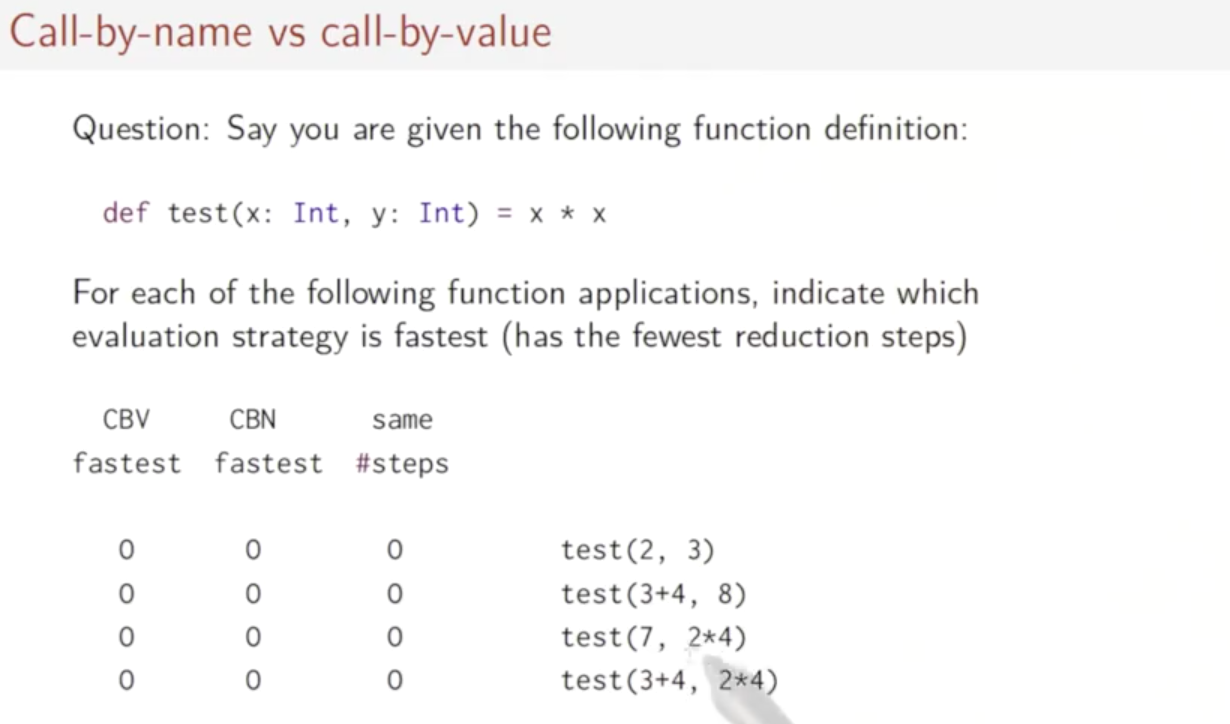 Call-by-name vs call-by-value
Question: Say you are given the following function definition:
def test(x: Int, y: Int) = x * x
For each of the following function applications, indicate which
evaluation strategy is fastest (has the fewest reduction steps)
CBV CBN same
fastest fastest #steps
0 0 0 test(2, 3)
0 0 0 test(3+4, 8)
0 0 0 test(7, 2*4)
0 0 0 test(3+4, 2*4)